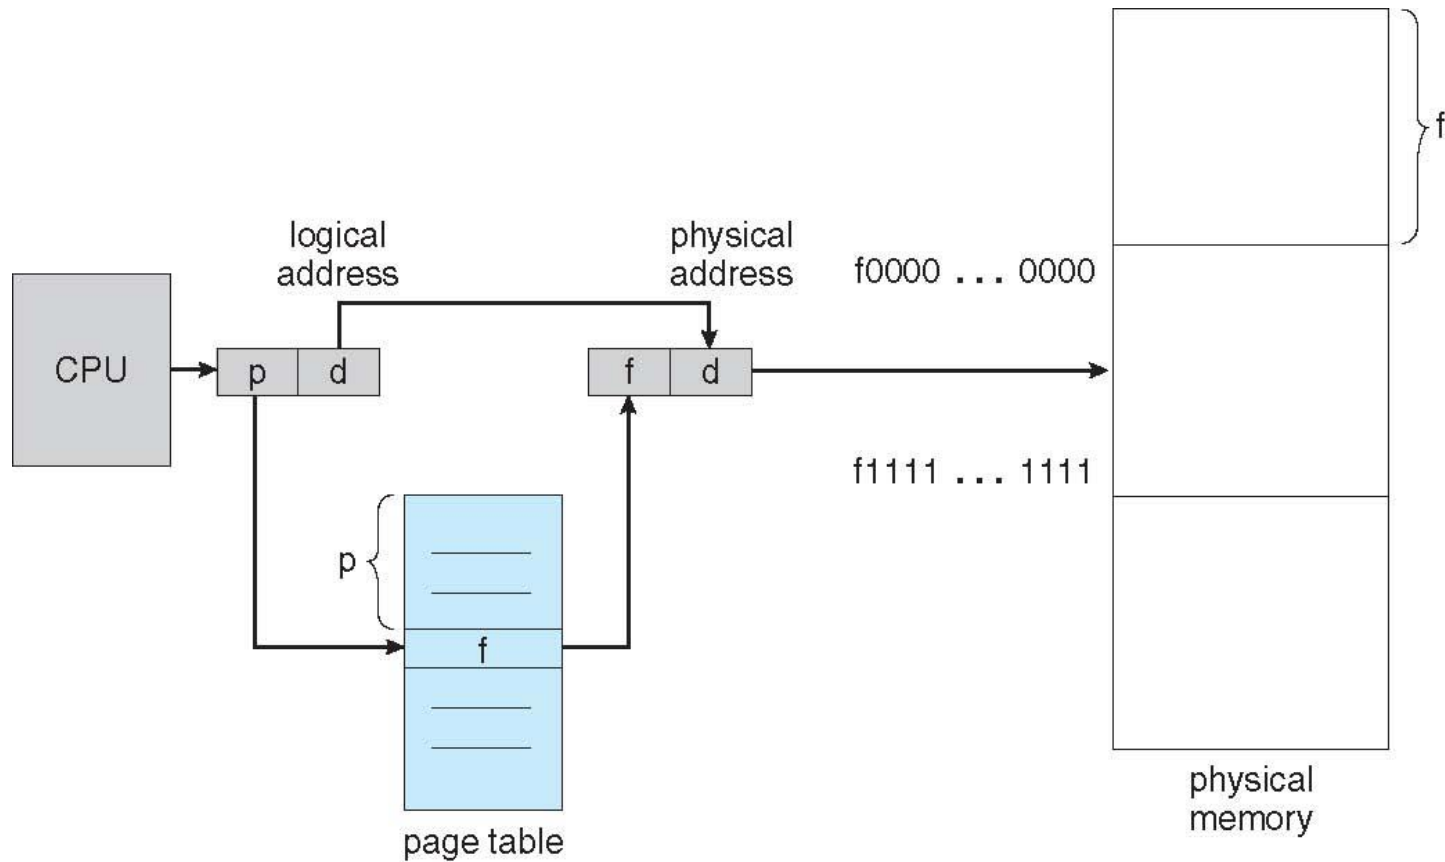 f
logical
address
physical
address
f0000 ... 0000
CPU
p
d
f
d
f1111 ... 1111
p
f
page table
physical
memory